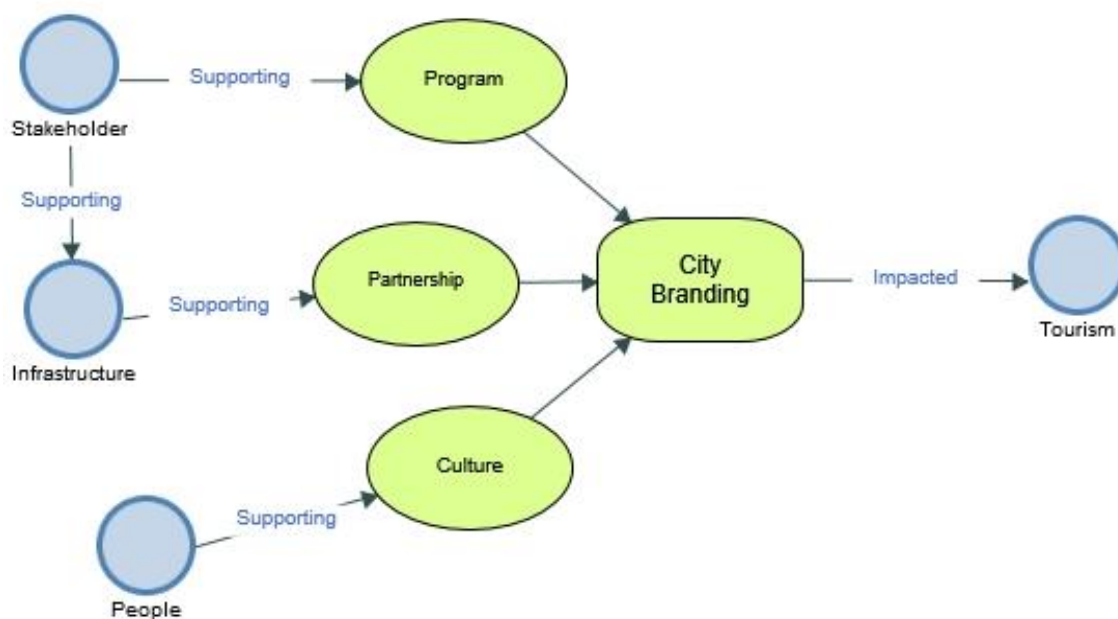 Supporting
Program
Stakeholder
Supporting
City
Branding
Partnership
Supporting
Impacted
Tourism
Infrastructure
Culture
Supporting
People